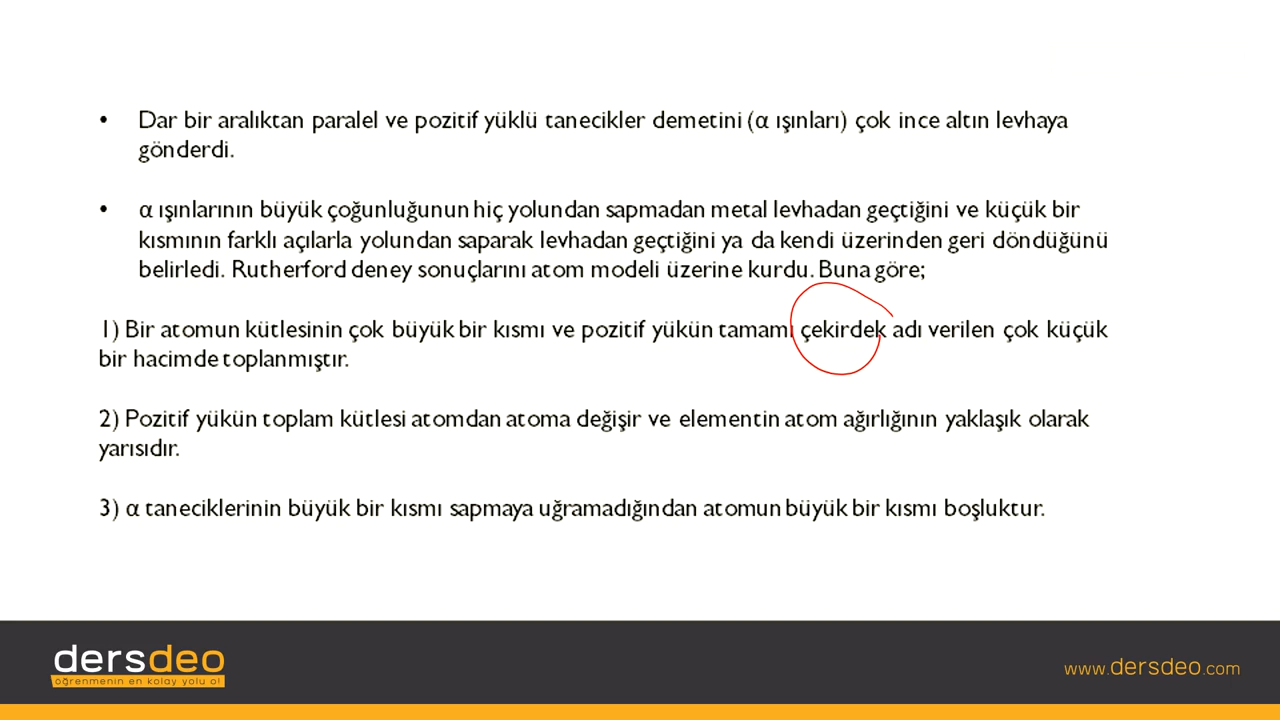 • Dar bir aralıktan paralel ve pozitif yüklü tanecikler demetini (α ışınları) çok ince altın levhaya
gönderdi.
• α ışınlarının büyük çoğunluğunun hiç yolundan sapmadan metal levhadan geçtiğini ve küçük bir
kısmının farklı açılarla yolundan saparak levhadan geçtiğini ya da kendi üzerinden geri döndüğünü
belirledi. Rutherford deney sonuçlarını atom modeli üzerine kurdu. Buna göre;
1) Bir atomun kütlesinin çok büyük bir kısmı ve pozitif yükün tamamı çekirdek adı verilen çok küçük
bir hacimde toplanmıştır.
2) Pozitif yükün toplam kütlesi atomdan atoma değişir ve elementin atom ağırlığının yaklaşık olarak
yarısıdır.
3) α taneciklerinin büyük bir kısmı sapmaya uğramadığından atomun büyük bir kısmı boşluktur.
dersdeo
öğrenmenin en kolay yolu o!
www.dersdeo.com